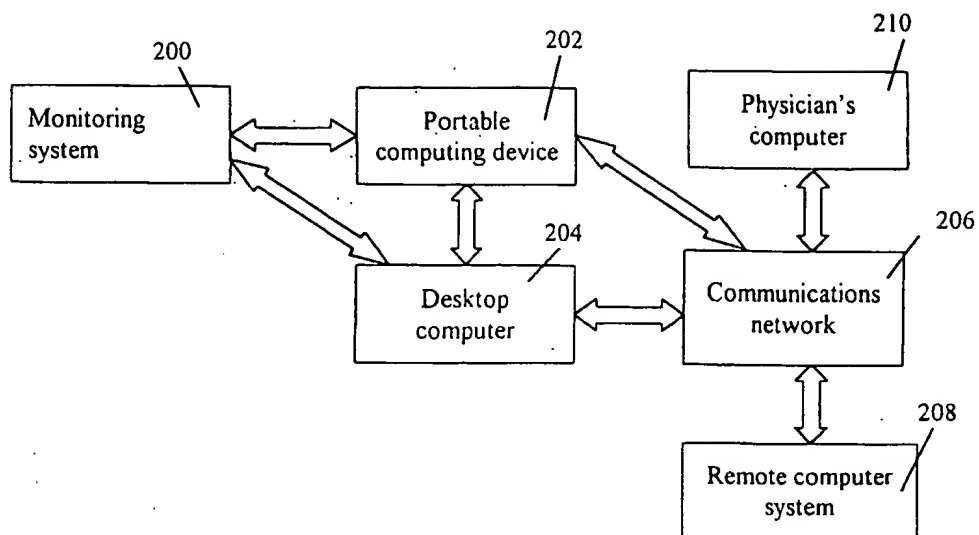 200
202
210
Monitoring
system
Portable
computing device
Physician's
computer
204
206
Desktop
computer
Communications
network
208
Remote computer
system